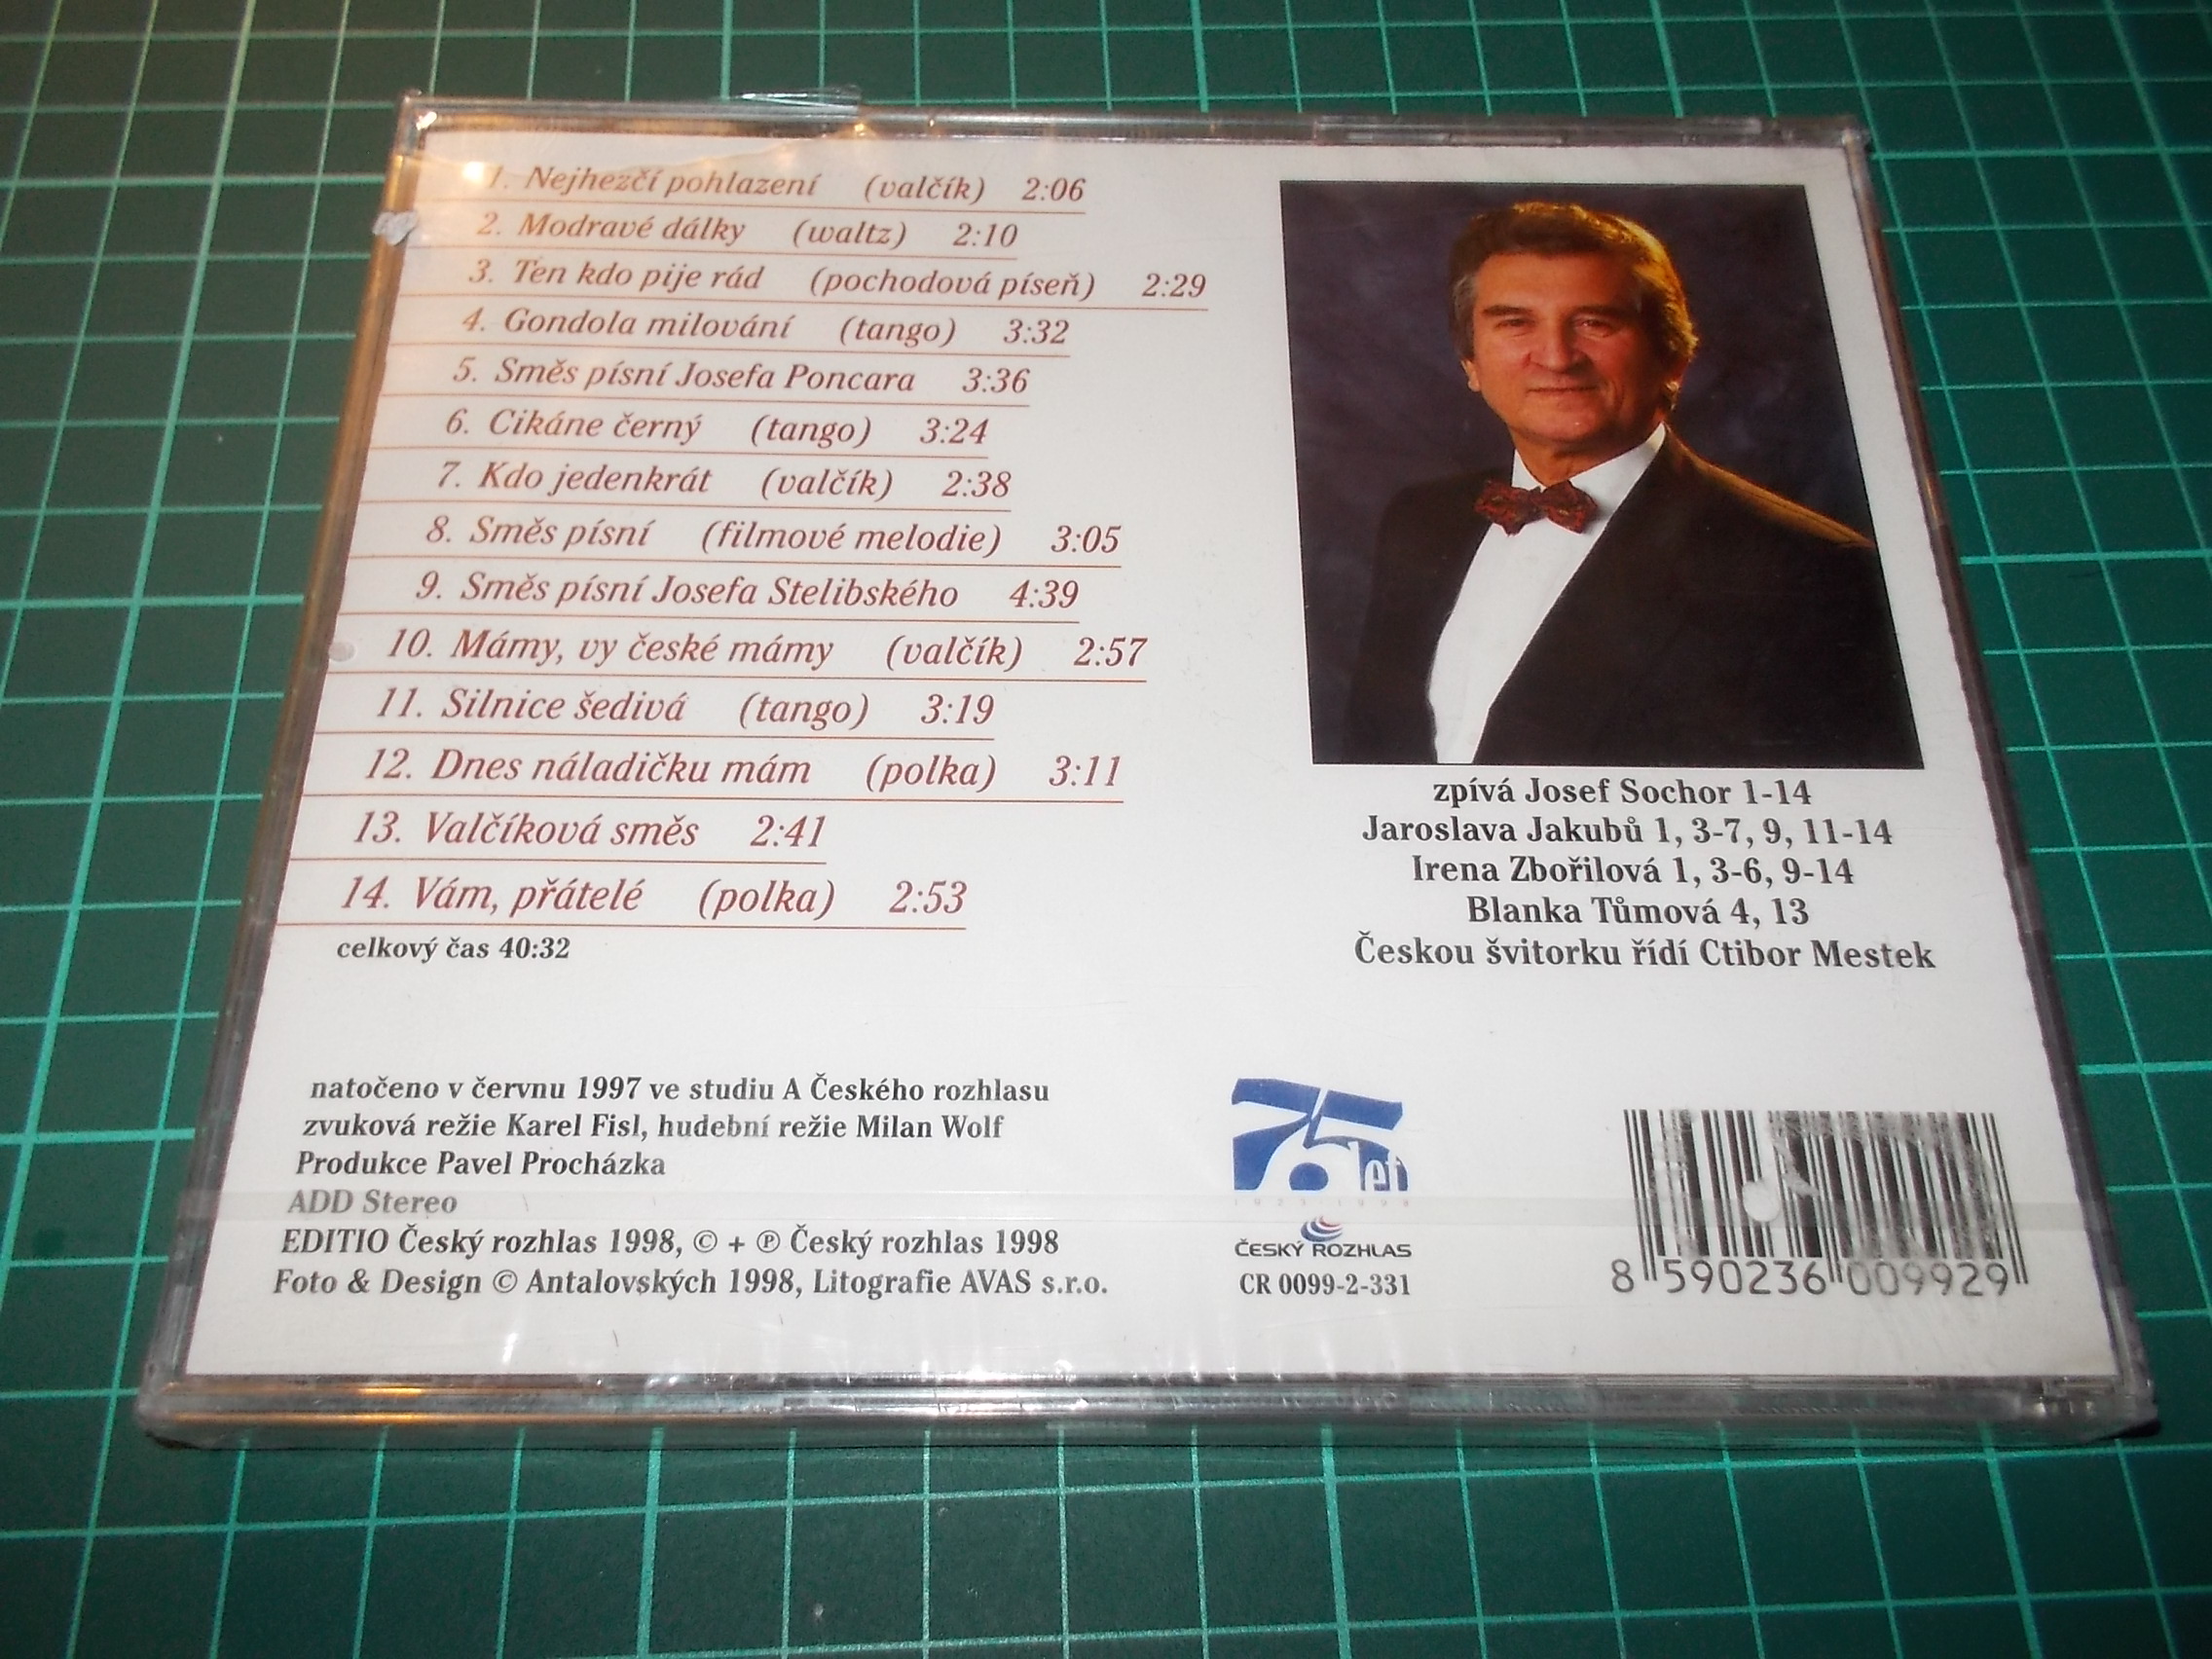 1. Nejhezčí pohlazení (valčík) 2:06
2. Modravé dálky (waltz) 2:10
3. Ten kdo pije rád (pochodová píseň) 2:29
4. Gondola milování (tango) 3:32
5. Směs písní Josefa Poncara 3:36
6. Cikáne černý (tango) 3:24
7. Kdo jedenkrát (valčík) 2:38
8. Směs písní (filmové melodie) 3:05
9. Směs písní Josefa Stelibského 4:39
10. Mámy, vy české mámy (valčík) 2:57
11. Silnice šedivá (tango) 3:19
12. Dnes náladičku mám (polka) 3:11
13. Valčíková směs 2:41
14. Vám, přátelé (polka) 2:53
celkový čas 40:32
zpívá Josef Sochor 1-14
Jaroslava Jakubů 1, 3-7, 9, 11-14
Irena Zbořilová 1, 3-6, 9-14
Blanka Tůmová 4, 13
Českou švitorku řídí Ctibor Mestek
natočeno v červnu 1997 ve studiu A Českého rozhlasu
zvuková režie Karel Fisl, hudební režie Milan Wolf
Produkce Pavel Procházka
ADD Stereo
EDITIO Český rozhlas 1998, © + ℗ Český rozhlas 1998
Foto & Design © Antalovských 1998, Litografie AVAS s.r.o.
75 let
1923 1998
ČESKÝ ROZHLAS
CR 0099-2-331
8 590236 009929